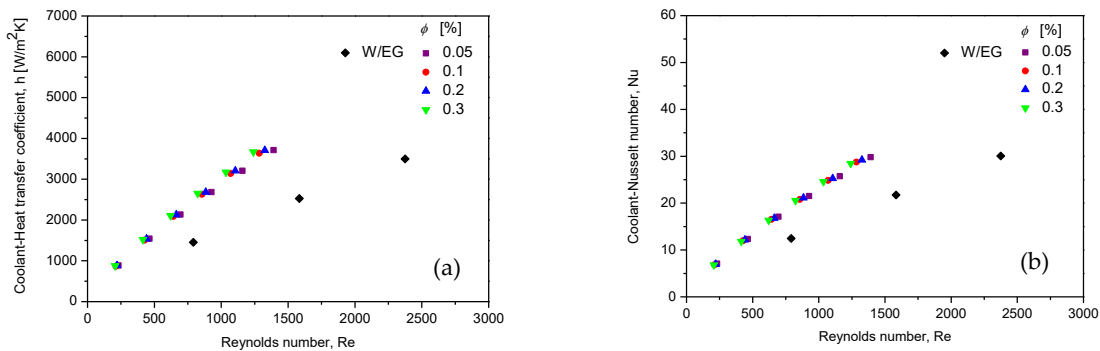 7000
6000
5000
4000
3000
2000
1000
0
0 500 1000 1500 2000 2500 3000
Coolant-Heat transfer coefficient, h [W/m²K]
Reynolds number, Re
W/EG
ϕ [%]
0.05
0.1
0.2
0.3
(a)
60
50
40
30
20
10
0
0 500 1000 1500 2000 2500 3000
Coolant-Nusselt number, Nu
Reynolds number, Re
W/EG
ϕ [%]
0.05
0.1
0.2
0.3
(b)